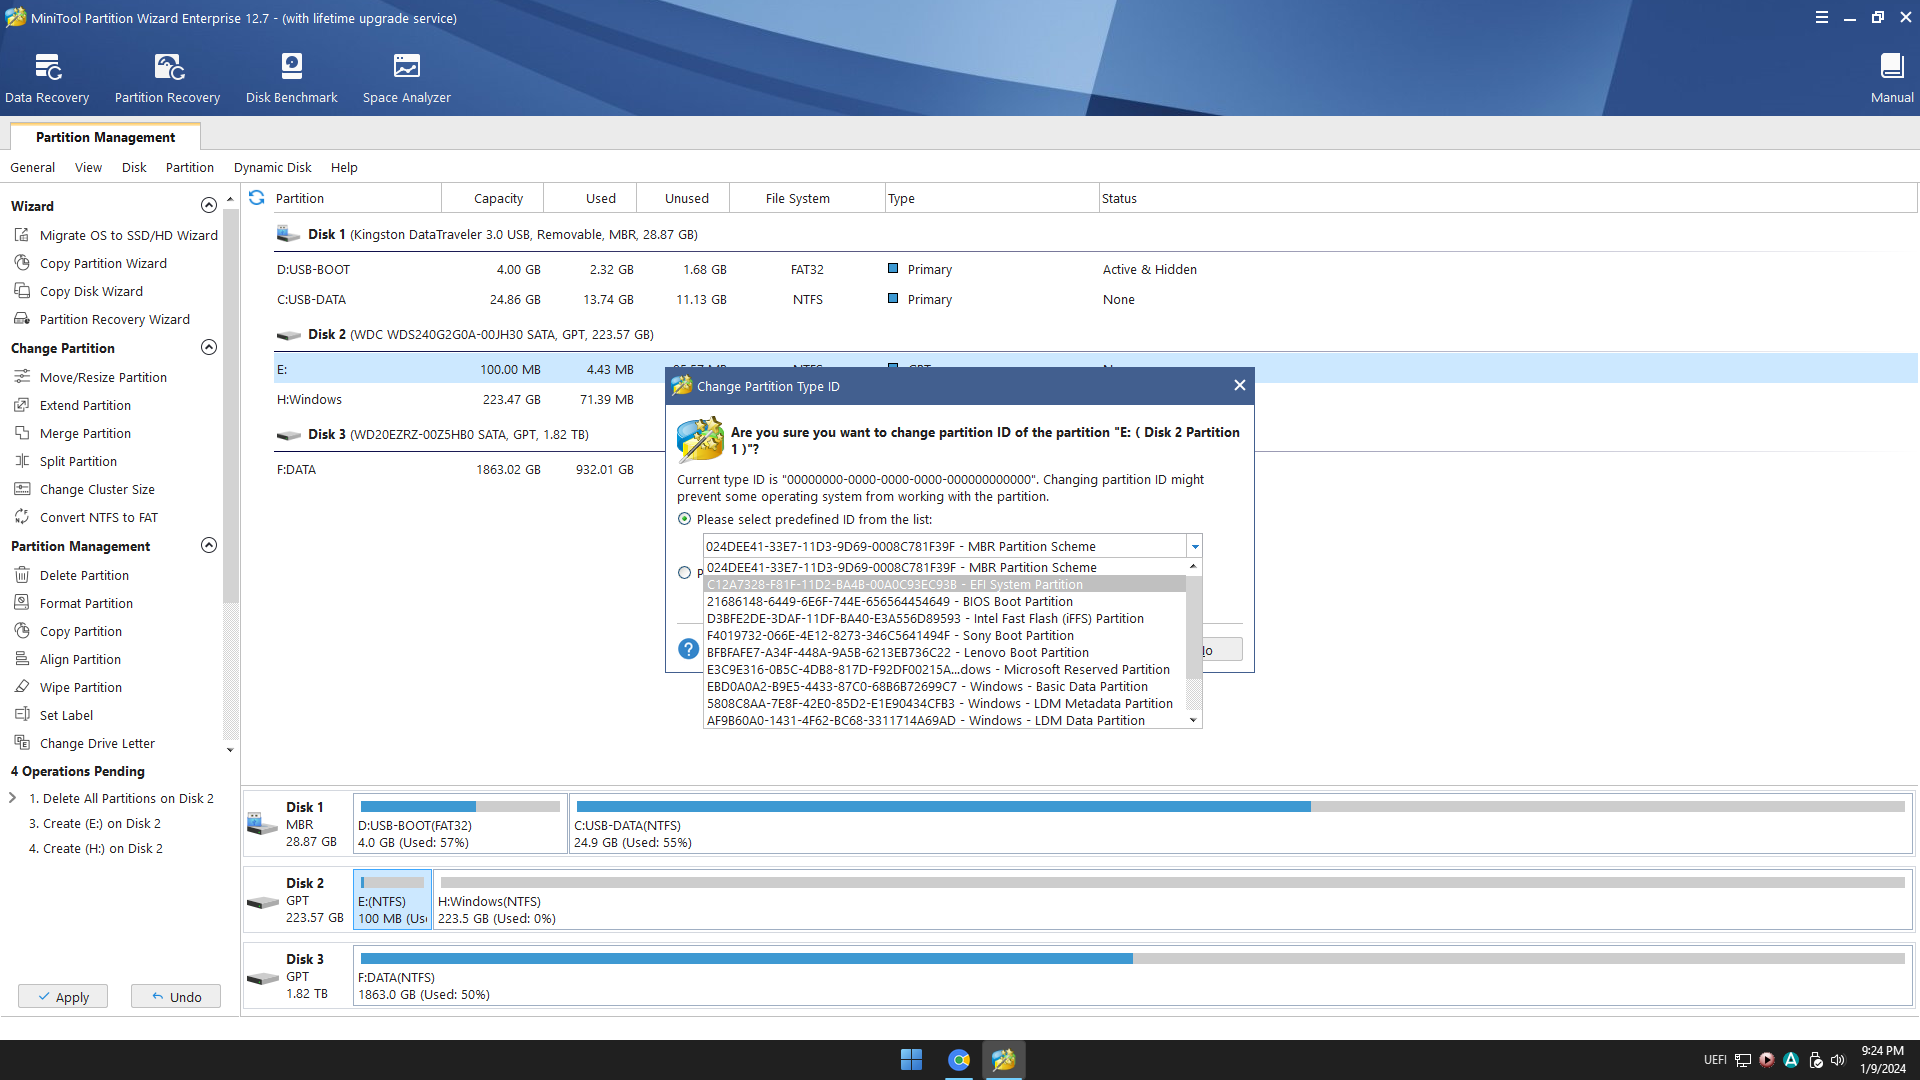 MiniTool Partition Wizard Enterprise 12.7 - (with lifetime upgrade service)
Data Recovery
Partition Recovery
Disk Benchmark
Space Analyzer
Manual
Partition Management
General View Disk Partition Dynamic Disk Help
Wizard
Migrate OS to SSD/HD Wizard
Copy Partition Wizard
Copy Disk Wizard
Partition Recovery Wizard
Change Partition
Move/Resize Partition
Extend Partition
Merge Partition
Split Partition
Change Cluster Size
Convert NTFS to FAT
Partition Management
Delete Partition
Format Partition
Copy Partition
Align Partition
Wipe Partition
Set Label
Change Drive Letter
4 Operations Pending
1. Delete All Partitions on Disk 2
3. Create (E:) on Disk 2
4. Create (H:) on Disk 2
Apply
Undo
Partition Capacity Used Unused File System Type Status
Disk 1 (Kingston DataTraveler 3.0 USB, Removable, MBR, 28.87 GB)
D:USB-BOOT 4.00 GB 2.32 GB 1.68 GB FAT32 Primary Active & Hidden
C:USB-DATA 24.86 GB 13.74 GB 11.13 GB NTFS Primary None
Disk 2 (WDC WDS240G2G0A-00JH30 SATA, GPT, 223.57 GB)
E: 100.00 MB 4.43 MB
H:Windows 223.47 GB 71.39 MB
Disk 3 (WD20EZRZ-00Z5HB0 SATA, GPT, 1.82 TB)
F:DATA 1863.02 GB 932.01 GB
Change Partition Type ID
Are you sure you want to change partition ID of the partition "E: ( Disk 2 Partition
1 )"?
Current type ID is "00000000-0000-0000-0000-000000000000". Changing partition ID might
prevent some operating system from working with the partition.
Please select predefined ID from the list:
024DEE41-33E7-11D3-9D69-0008C781F39F - MBR Partition Scheme
024DEE41-33E7-11D3-9D69-0008C781F39F - MBR Partition Scheme
C12A7328-F81F-11D2-BA4B-00A0C93EC93B - EFI System Partition
21686148-6449-6E6F-744E-656564454649 - BIOS Boot Partition
D3BFE2DE-3DAF-11DF-BA40-E3A556D89593 - Intel Fast Flash (iFFS) Partition
F4019732-066E-4E12-8273-346C5641494F - Sony Boot Partition
BFBFAFE7-A34F-448A-9A5B-6213EB736C22 - Lenovo Boot Partition
E3C9E316-0B5C-4DB8-817D-F92DF00215A...dows - Microsoft Reserved Partition
EBD0A0A2-B9E5-4433-87C0-68B6B72699C7 - Windows - Basic Data Partition
5808C8AA-7E8F-42E0-85D2-E1E90434CFB3 - Windows - LDM Metadata Partition
AF9B60A0-1431-4F62-BC68-3311714A69AD - Windows - LDM Data Partition
Disk 1
MBR
28.87 GB
D:USB-BOOT(FAT32)
4.0 GB (Used: 57%)
C:USB-DATA(NTFS)
24.9 GB (Used: 55%)
Disk 2
GPT
223.57 GB
E:(NTFS)
100 MB (Us
H:Windows(NTFS)
223.5 GB (Used: 0%)
Disk 3
GPT
1.82 TB
F:DATA(NTFS)
1863.0 GB (Used: 50%)
UEFI
9:24 PM
1/9/2024